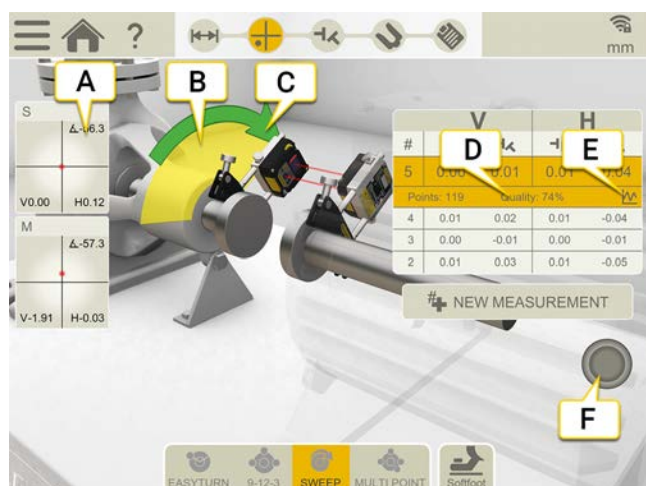 ?
mm
A
B
C
S
V0.00 H0.12
M
∡-57.3
V-1.91 H-0.03
V H
#
D
E
5 0.01 0.01
Points: 119 Quality: 74%
4 0.01 0.02 0.01 -0.04
3 0.00 -0.01 0.00 -0.01
2 0.01 0.03 0.01 -0.05
NEW MEASUREMENT
F
EASYTURN 9-12-3 SWEEP MULTI POINT Softfoot